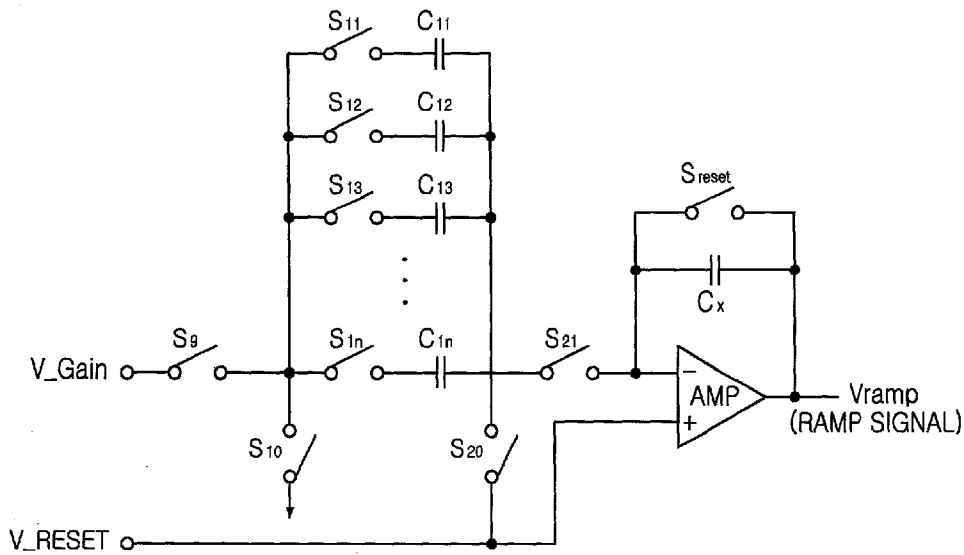 S11 C11
S12 C12
S13 C13
Sreset
Cx
S9 S1n C1n S21
V_Gain
AMP
Vramp
(RAMP SIGNAL)
S10 S20
V_RESET